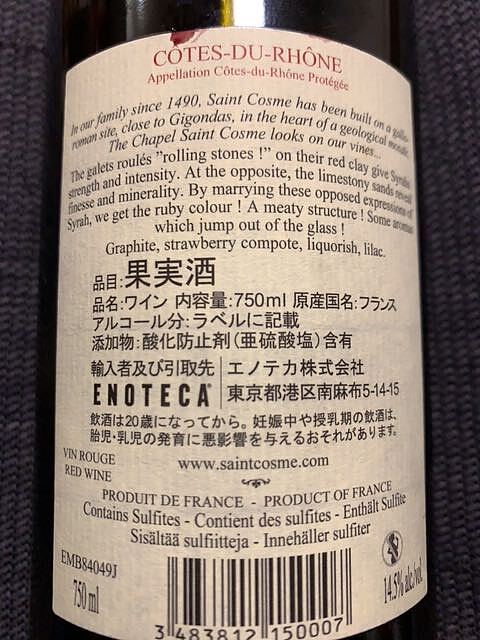 CÔTES-DU-RHÔNE
Appellation Côtes-du-Rhône Protégée
In our family since 1490, Saint Cosme has been built on a gallo-
roman site, close to Gigondas, in the heart of a geological mosaic.
The Chapel Saint Cosme looks on our vines...
The galets roulés "rolling stones !" on their red clay give Syrah
strength and intensity. At the opposite, the limestony sands reveal
finesse and minerality. By marrying these opposed expressions of
Syrah, we get the ruby colour ! A meaty structure ! Some aromas
which jump out of the glass !
Graphite, strawberry compote, liquorish, lilac.
品目:果実酒
品名:ワイン 内容量:750ml 原産国名:フランス
アルコール分:ラベルに記載
添加物:酸化防止剤(亜硫酸塩)含有
輸入者及び引取先 エノテカ株式会社
ENOTECA 東京都港区南麻布5-14-15
飲酒は20歳になってから。妊娠中や授乳期の飲酒は、
胎児・乳児の発育に悪影響を与えるおそれがあります。
VIN ROUGE
RED WINE
www.saintcosme.com
PRODUIT DE FRANCE - PRODUCT OF FRANCE
Contains Sulfites - Contient des sulfites - Enthält Sulfite
Sisältää sulfiitteja - Innehäller sulfiter
EMB84049J
750 ml
14.5% alc./vol.
3 483812 150007